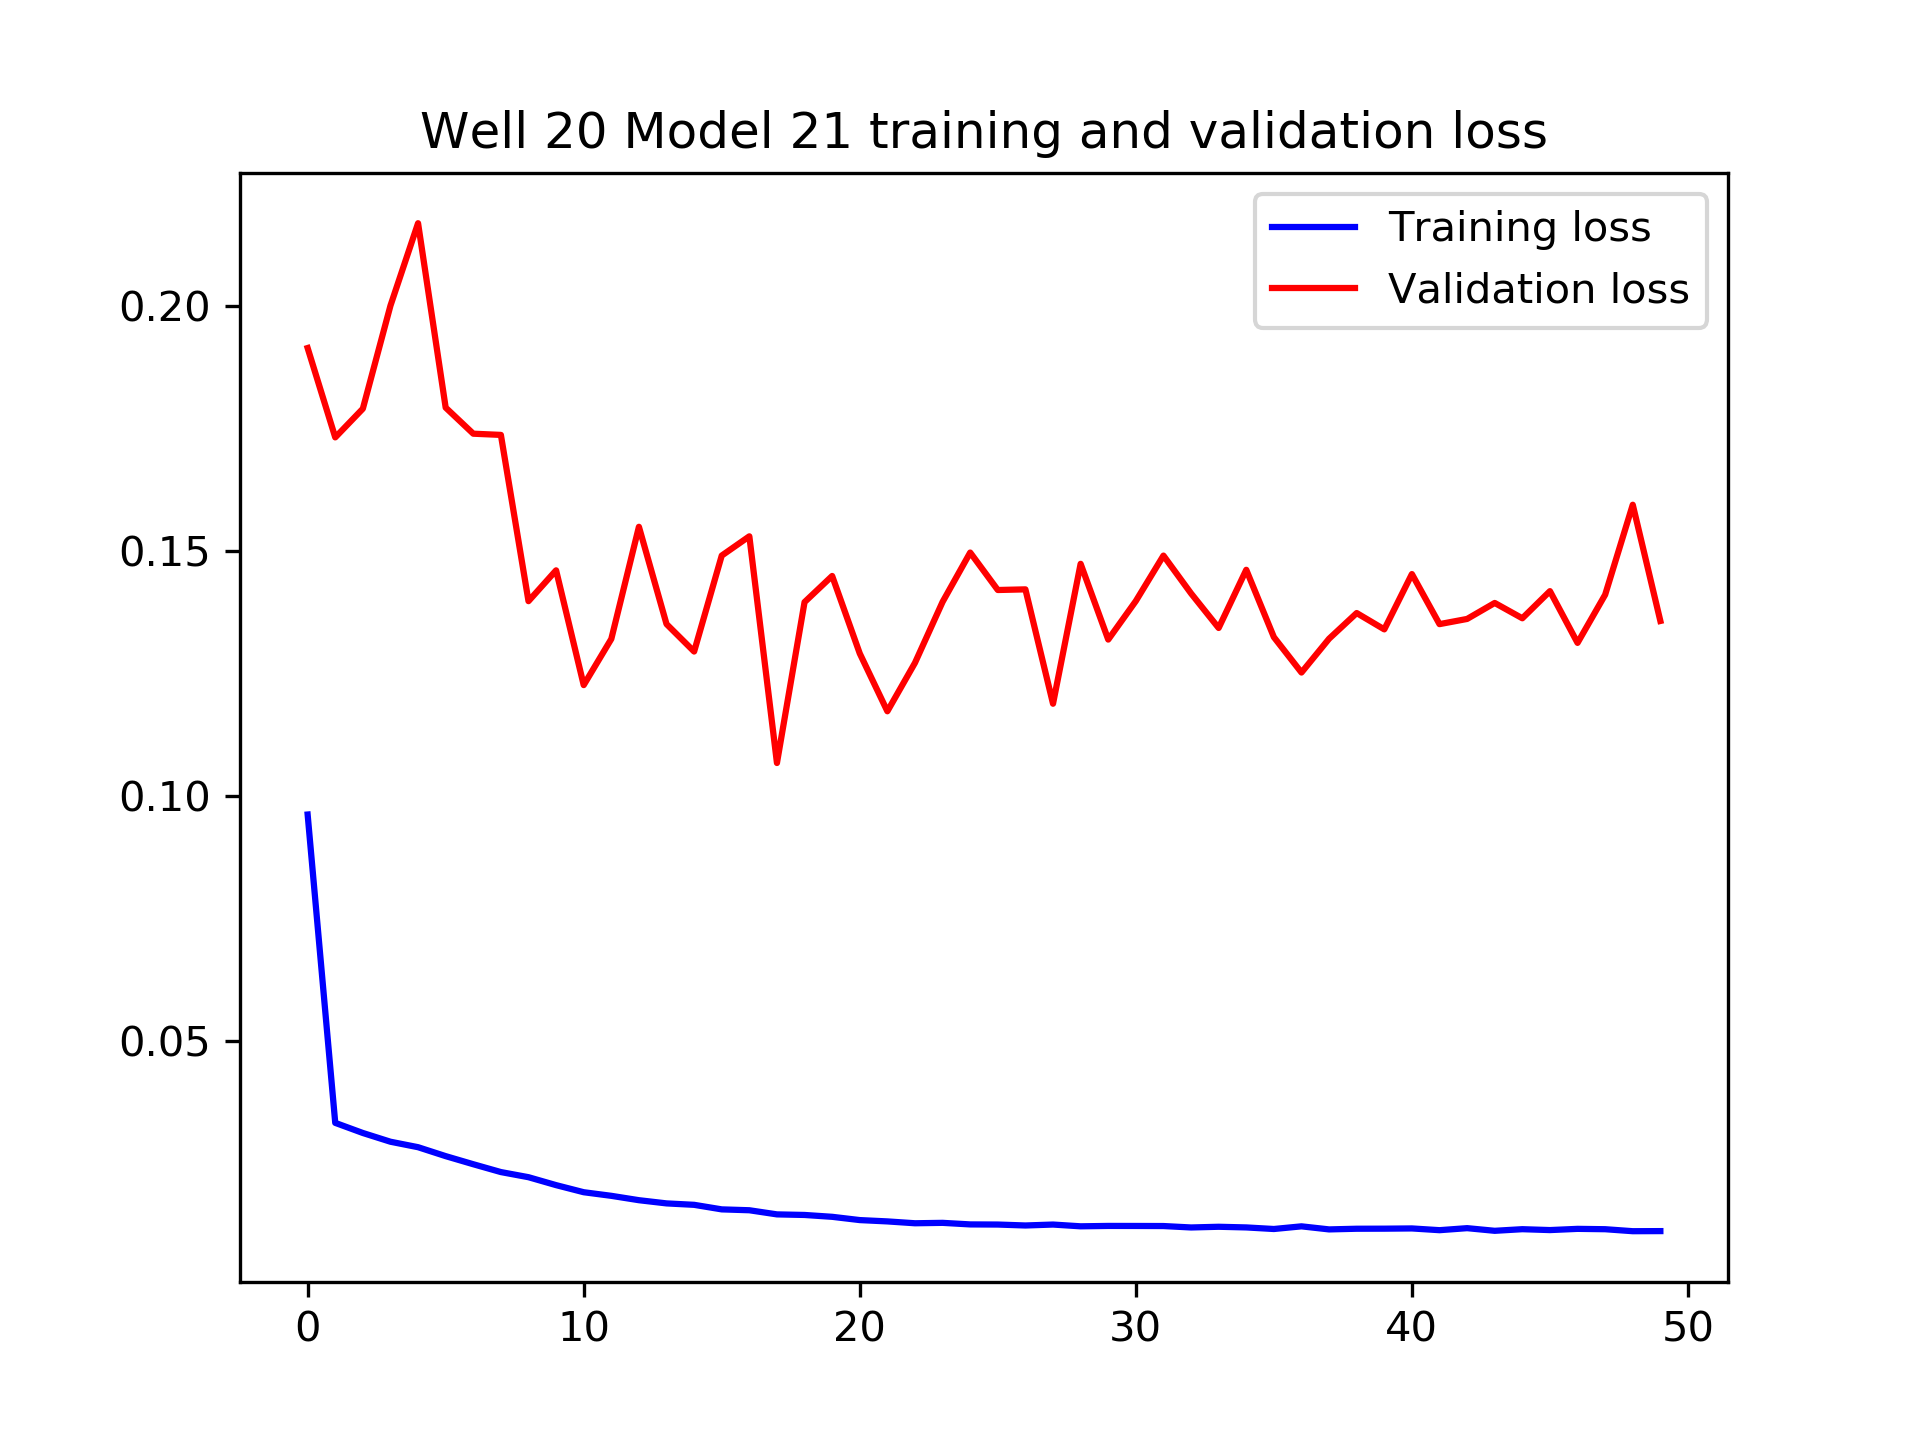 Well 20 Model 21 training and validation loss
Training loss
Validation loss
0.20
0.15
0.10
0.05
0 10 20 30 40 50